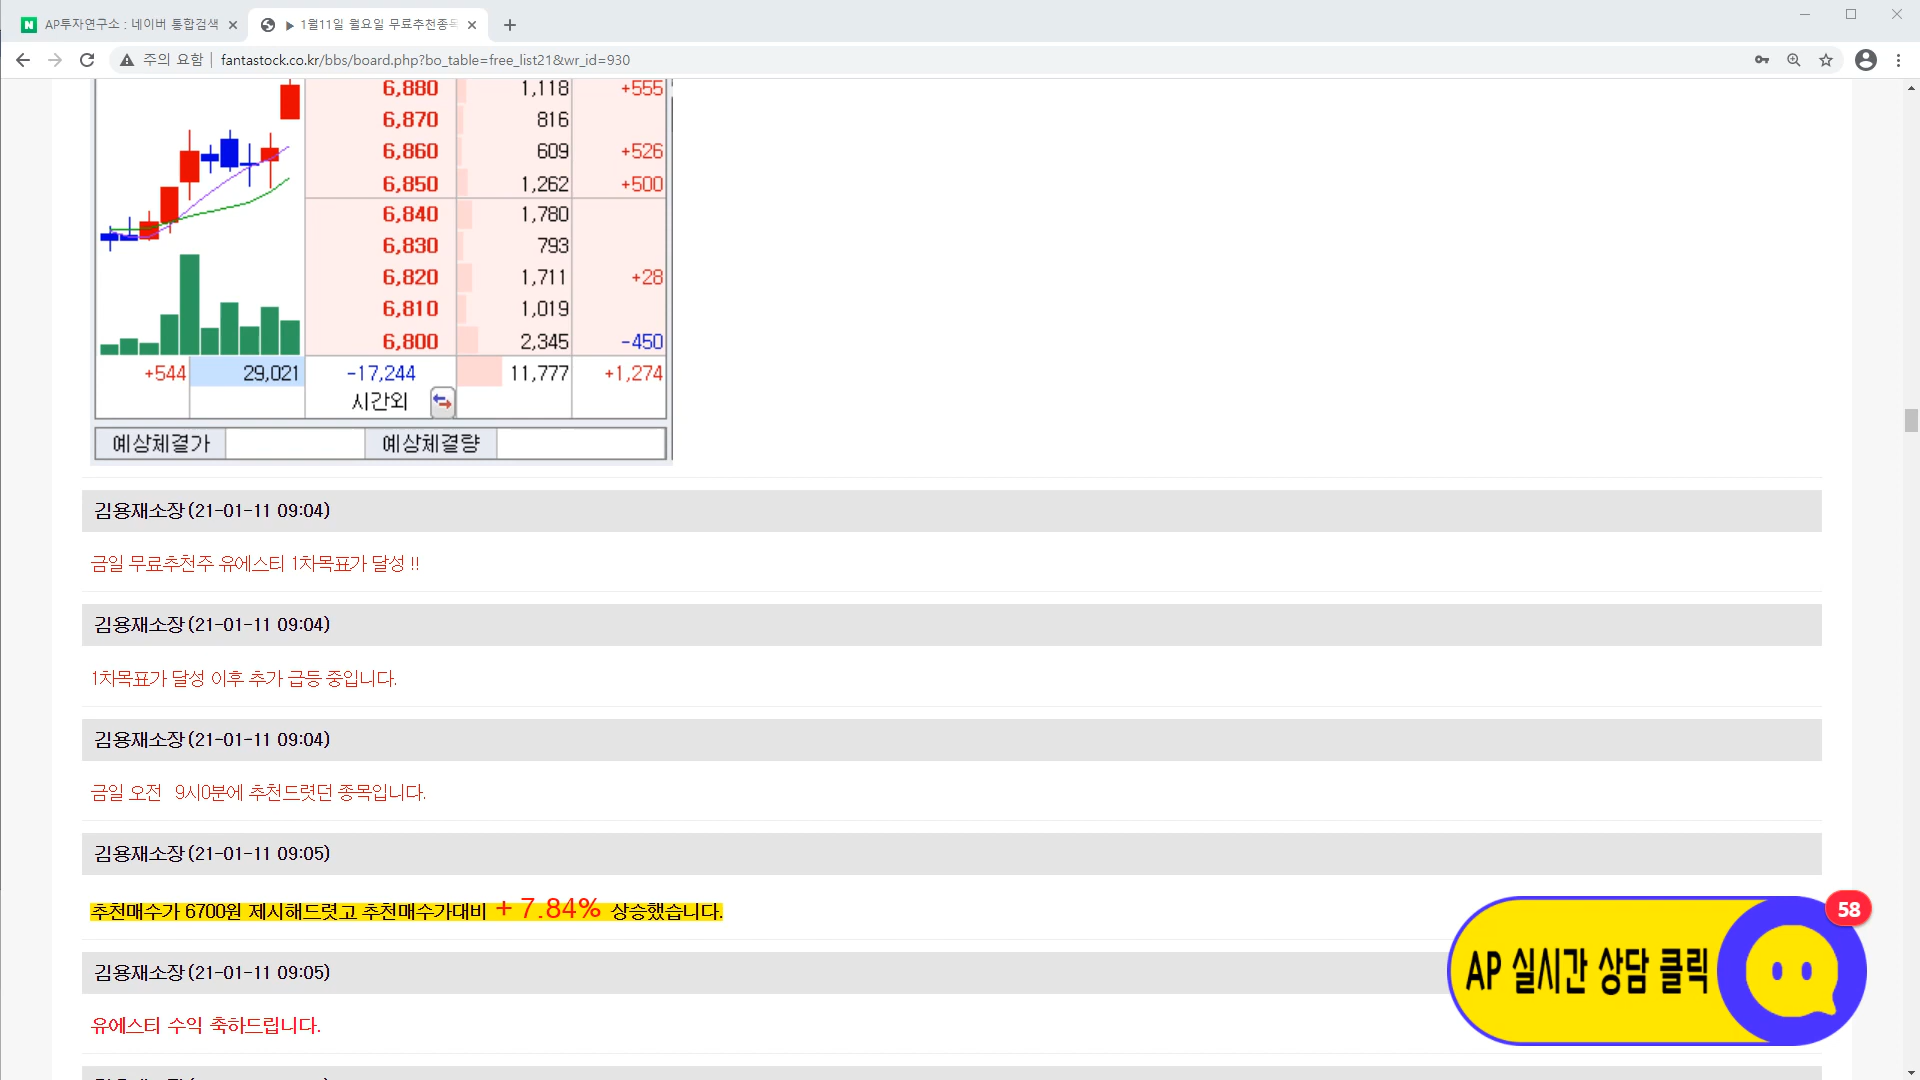 AP투자연구소 : 네이버 통합검색
▶ 1월11일 월요일 무료추천종목
주의 요함 | fantastock.co.kr/bbs/board.php?bo_table=free_list21&wr_id=930
6,880 1,118 +555
6,870 816
6,860 609 +526
6,850 1,262 +500
6,840 1,780
6,830 793
6,820 1,711 +28
6,810 1,019
6,800 2,345 -450
+544 29,021 -17,244 11,777 +1,274
시간외
예상체결가 예상체결량
김용재소장(21-01-11 09:04)
금일 무료추천주 유에스티 1차목표가 달성 !!
김용재소장(21-01-11 09:04)
1차목표가 달성 이후 추가 급등 중입니다.
김용재소장(21-01-11 09:04)
금일 오전 9시0분에 추천드렷던 종목입니다.
김용재소장(21-01-11 09:05)
추천매수가 6700원 제시해드렷고 추천매수가대비 + 7.84% 상승했습니다.
김용재소장(21-01-11 09:05)
유에스티 수익 축하드립니다.
AP 실시간 상담 클릭
58